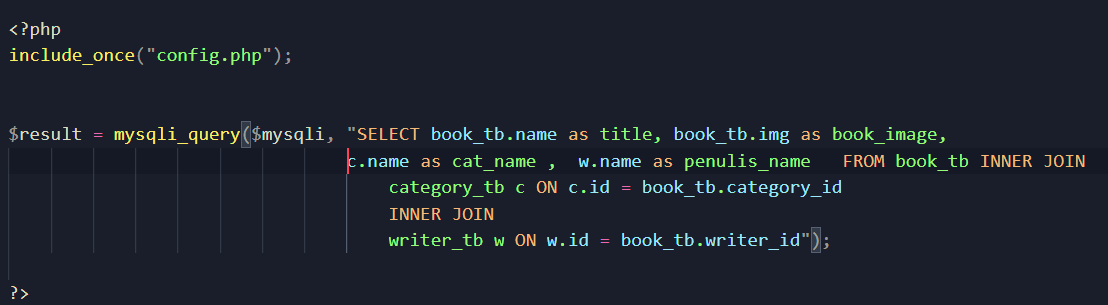 <?php
include_once("config.php");
$result = mysqli_query($mysqli, "SELECT book_tb.name as title, book_tb.img as book_image,
c.name as cat_name ,  w.name as penulis_name   FROM book_tb INNER JOIN
category_tb c ON c.id = book_tb.category_id
INNER JOIN
writer_tb w ON w.id = book_tb.writer_id");
?>